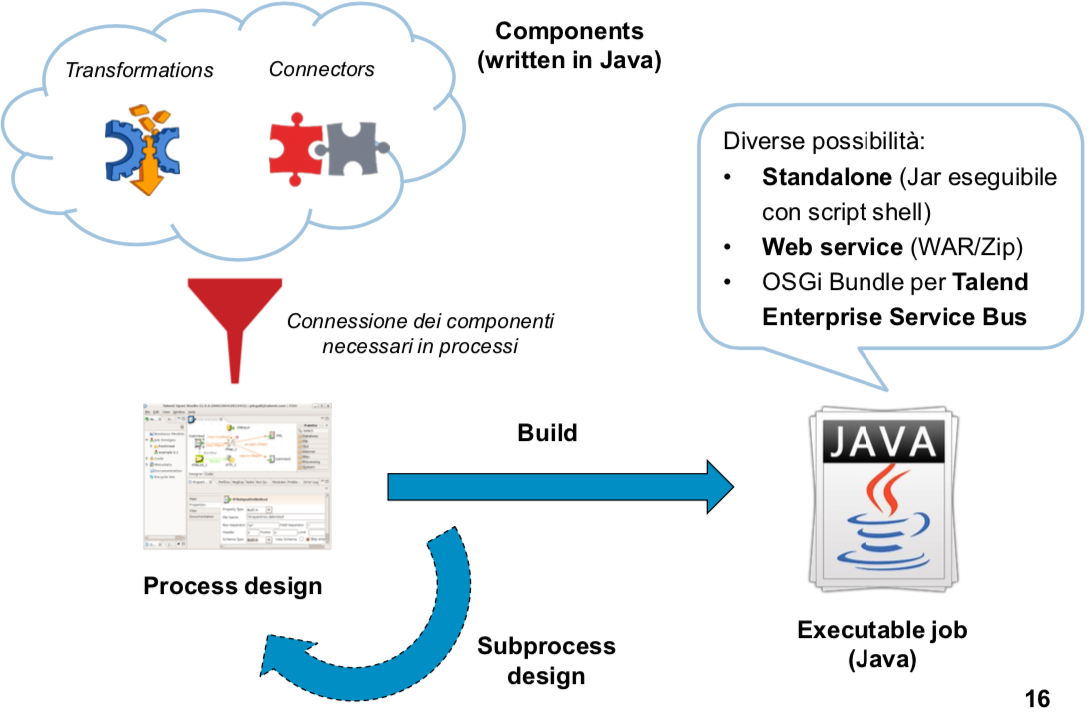 Components
(written in Java)
Transformations
Connectors
Diverse possibilità:
• Standalone (Jar eseguibile
con script shell)
• Web service (WAR/Zip)
• OSGi Bundle per Talend
Enterprise Service Bus
Connessione dei componenti
necessari in processi
Build
JAVA
Process design
Subprocess
design
Executable job
(Java)
16